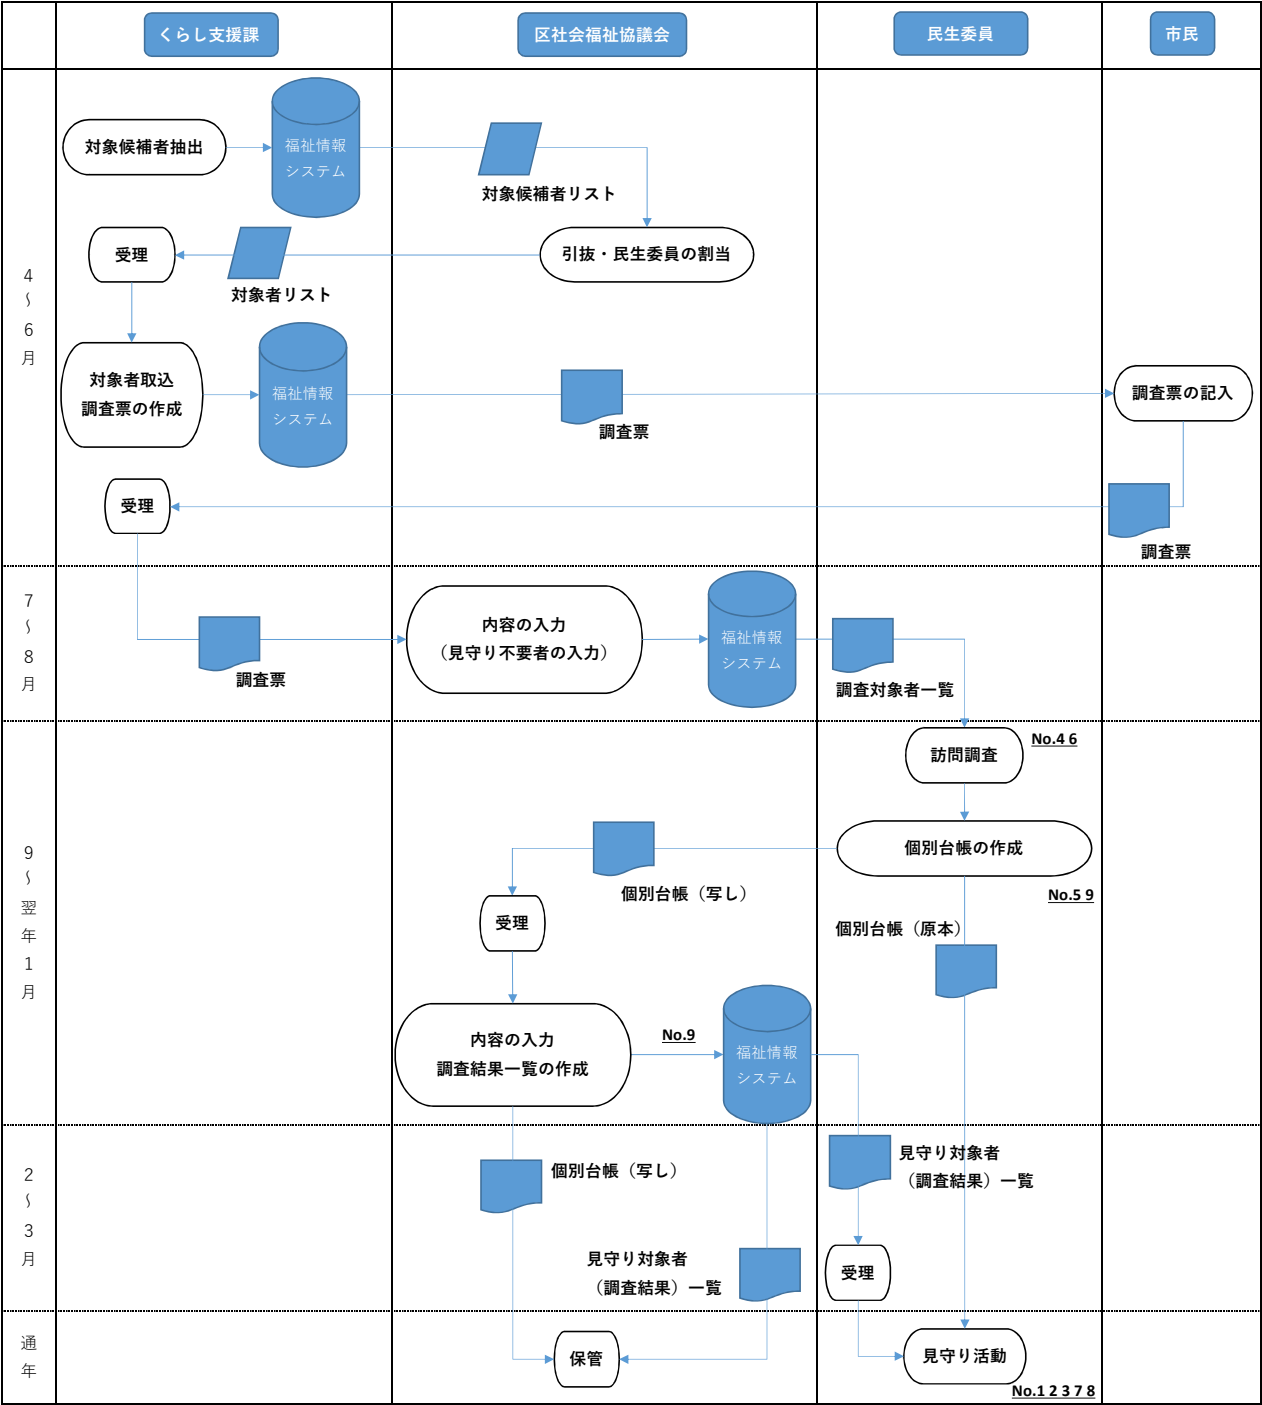 くらし支援課
区社会福祉協議会
民生委員
市民
4～6月
対象候補者抽出
福祉情報
システム
対象候補者リスト
引抜・民生委員の割当
対象者リスト
受理
対象者取込
調査票の作成
福祉情報
システム
調査票
調査票の記入
調査票
受理
7～8月
調査票
内容の入力
（見守り不要者の入力）
福祉情報
システム
調査対象者一覧
9～翌年1月
訪問調査
No.4 6
個別台帳の作成
No.5 9
個別台帳（写し）
受理
個別台帳（原本）
内容の入力
調査結果一覧の作成
No.9
福祉情報
システム
2～3月
個別台帳（写し）
見守り対象者
（調査結果）一覧
見守り対象者
（調査結果）一覧
受理
通年
保管
見守り活動
No.1 2 3 7 8